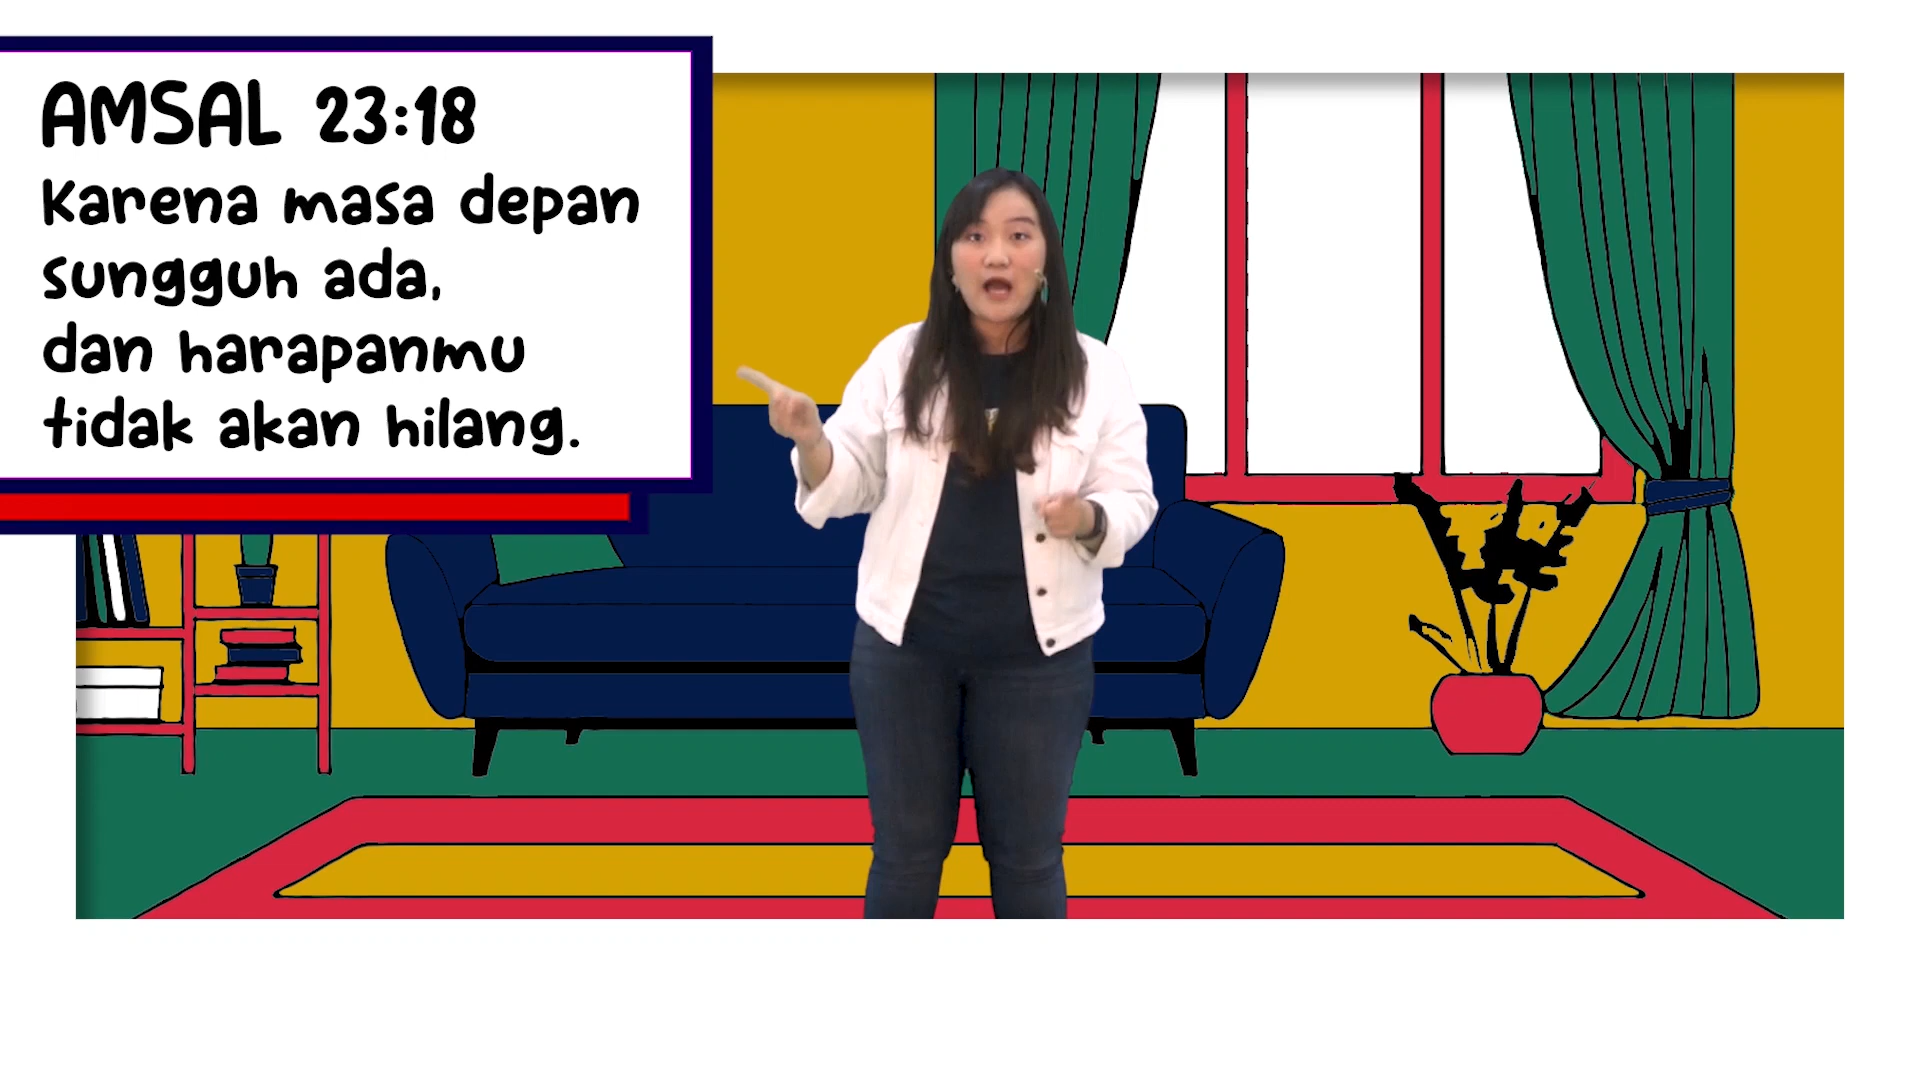 AMSAL 23:18
Karena masa depan
sungguh ada,
dan harapanmu
tidak akan hilang.